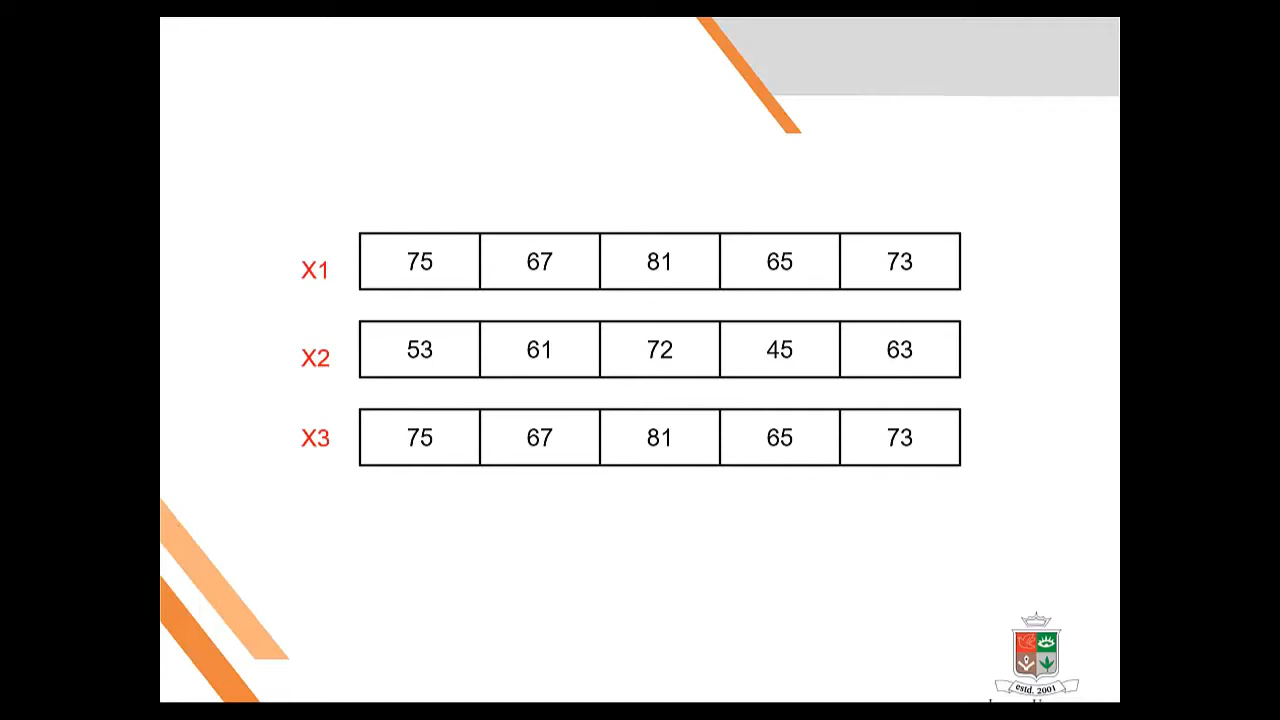 X1 75 67 81 65 73
X2 53 61 72 45 63
X3 75 67 81 65 73
estd. 2001